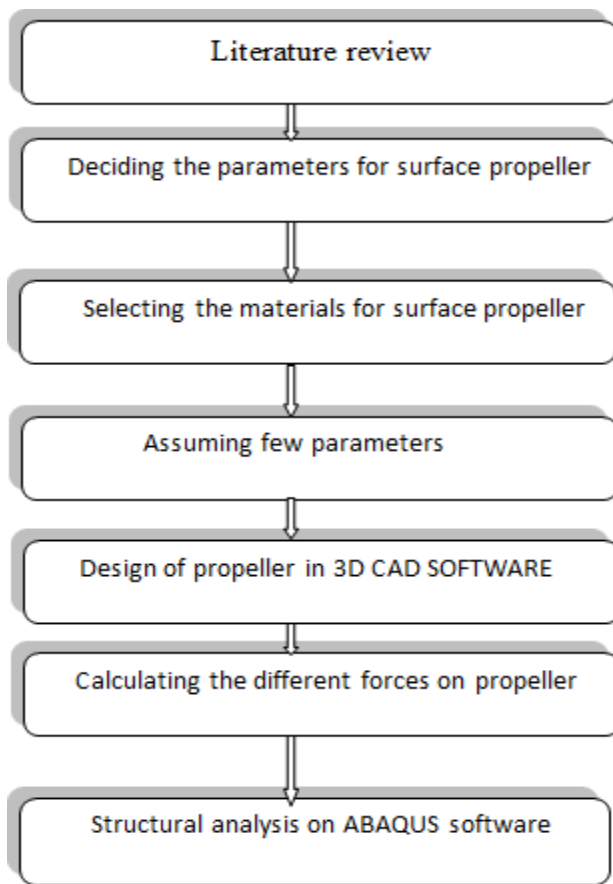 Literature review
Deciding the parameters for surface propeller
Selecting the materials for surface propeller
Assuming few parameters
Design of propeller in 3D CAD SOFTWARE
Calculating the different forces on propeller
Structural analysis on ABAQUS software